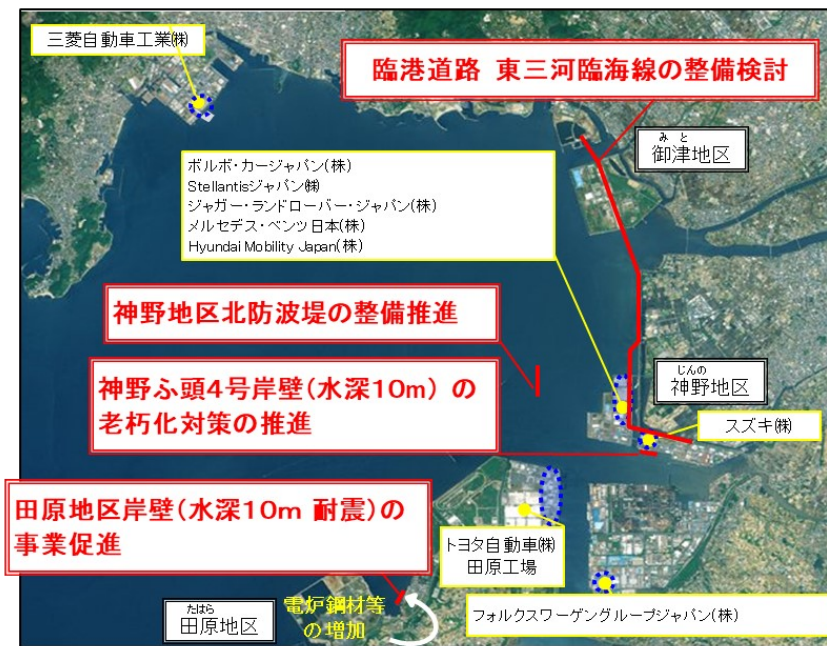 三菱自動車工業㈱
臨港道路 東三河臨海線の整備検討
みと
御津地区
ボルボ・カージャパン(株)
Stellantisジャパン㈱
ジャガー・ランドローバー・ジャパン(株)
メルセデス・ベンツ日本(株)
Hyundai Mobility Japan(株)
神野地区北防波堤の整備推進
じんの
神野地区
神野ふ頭4号岸壁(水深10m)の
老朽化対策の推進
スズキ㈱
田原地区岸壁(水深10m 耐震)の
事業促進
トヨタ自動車㈱
田原工場
たはら
田原地区
電炉鋼材等
の増加
フォルクスワーゲングループジャパン(株)